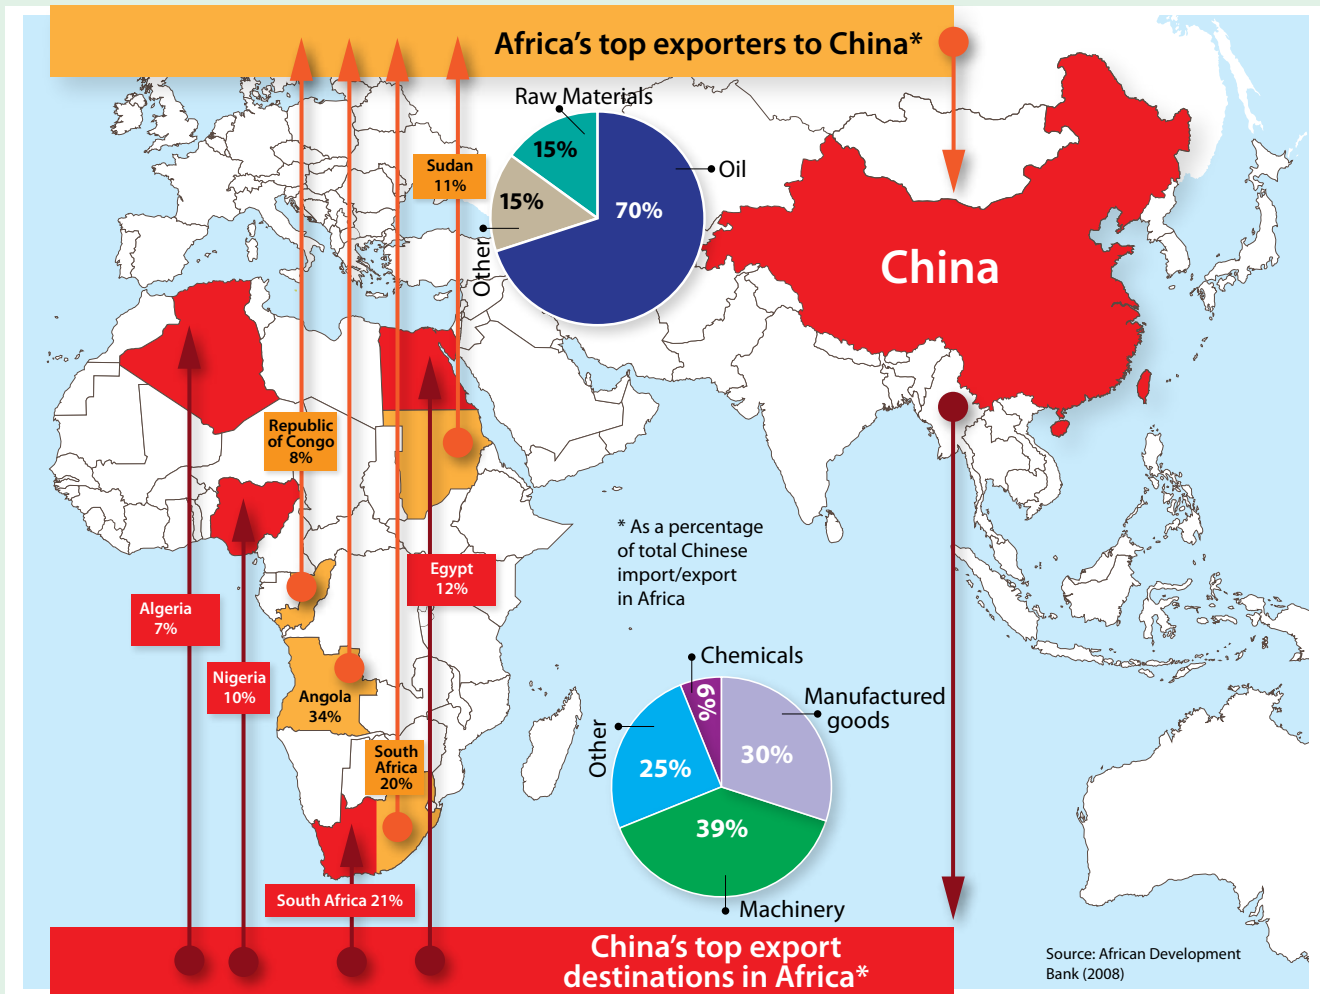 Africa's top exporters to China*
Raw Materials
15%
Oil
70%
15%
Other
Sudan
11%
China
Republic
of Congo
8%
* As a percentage
of total Chinese
import/export
in Africa
Egypt
12%
Algeria
7%
Nigeria
10%
Angola
34%
South
Africa
20%
South Africa 21%
Chemicals
6%
Manufactured
goods
30%
Other
25%
39%
Machinery
China's top export
destinations in Africa*
Source: African Development
Bank (2008)